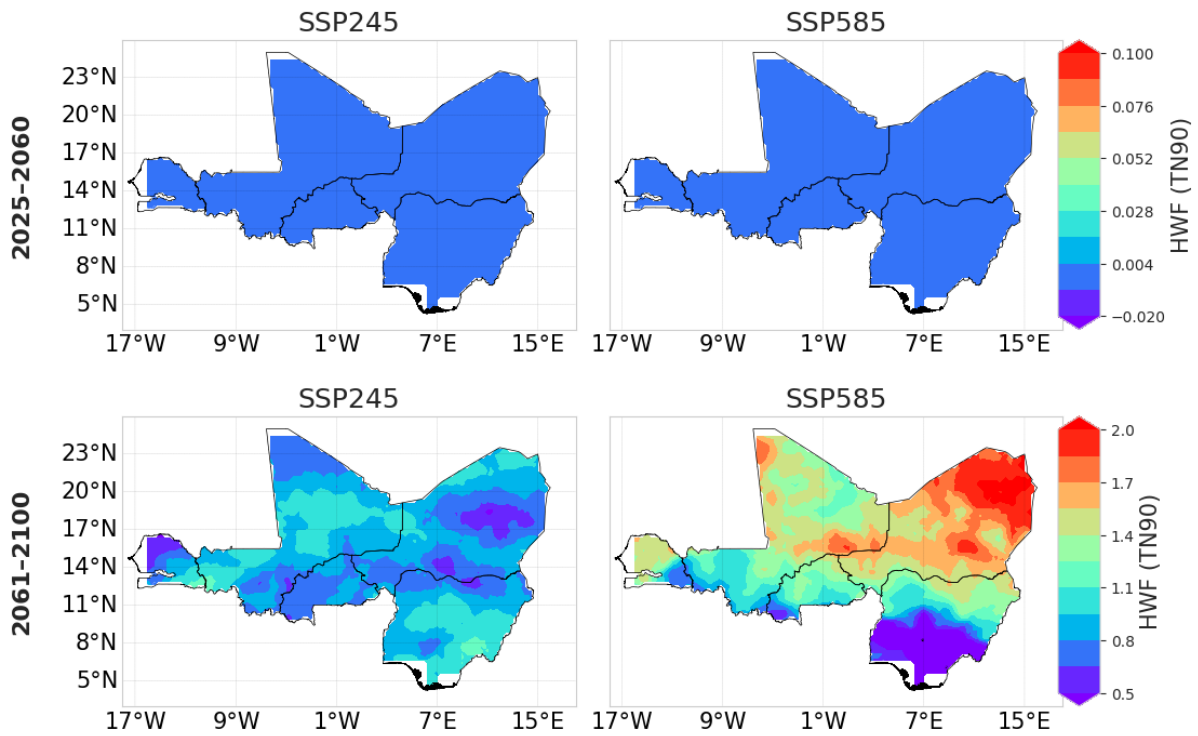 SSP245 SSP585
23°N
20°N
17°N
14°N
11°N
8°N
5°N
2025-2060
17°W 9°W 1°W 7°E 15°E
17°W 9°W 1°W 7°E 15°E
0.100
0.076
0.052
0.028
0.004
−0.020
HWF (TN90)
SSP245 SSP585
23°N
20°N
17°N
14°N
11°N
8°N
5°N
2061-2100
17°W 9°W 1°W 7°E 15°E
17°W 9°W 1°W 7°E 15°E
2.0
1.7
1.4
1.1
0.8
0.5
HWF (TN90)